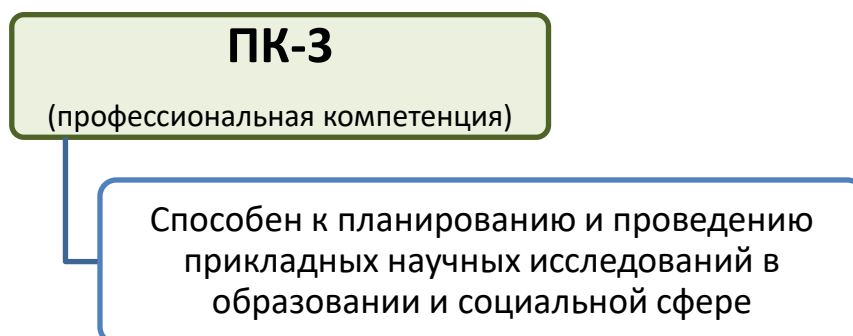 ПК-3
(профессиональная компетенция)
Способен к планированию и проведению
прикладных научных исследований в
образовании и социальной сфере